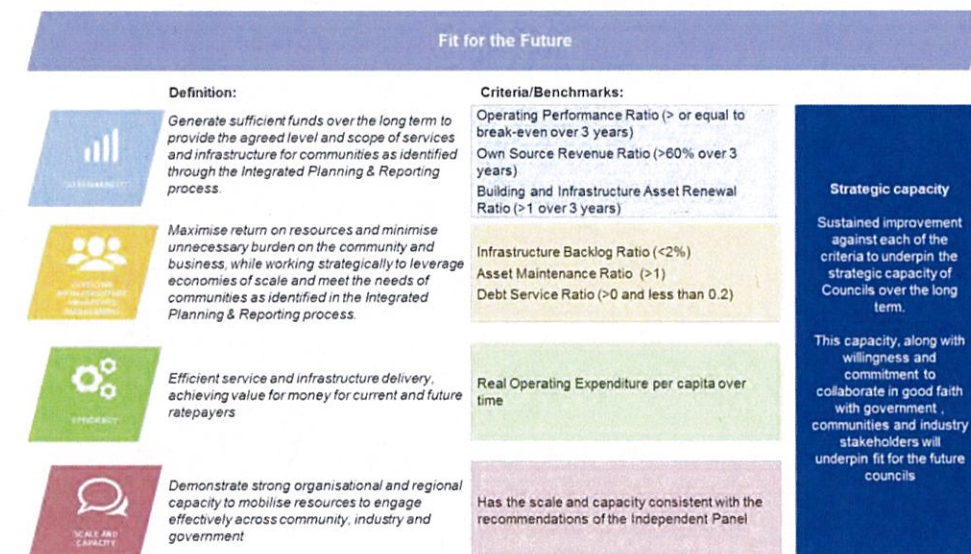 Fit for the Future
Definition:
Criteria/Benchmarks:
SUSTAINABILITY
Generate sufficient funds over the long term to
provide the agreed level and scope of services
and infrastructure for communities as identified
through the Integrated Planning & Reporting
process.
Operating Performance Ratio (> or equal to
break-even over 3 years)
Own Source Revenue Ratio (>60% over 3
years)
Building and Infrastructure Asset Renewal
Ratio (>1 over 3 years)
Maximise return on resources and minimise
unnecessary burden on the community and
business, while working strategically to leverage
economies of scale and meet the needs of
communities as identified in the Integrated
Planning & Reporting process.
Infrastructure Backlog Ratio (<2%)
Asset Maintenance Ratio (>1)
Debt Service Ratio (>0 and less than 0.2)
EFFICIENCY
Efficient service and infrastructure delivery,
achieving value for money for current and future
ratepayers
Real Operating Expenditure per capita over
time
SCALE AND
CAPACITY
Demonstrate strong organisational and regional
capacity to mobilise resources to engage
effectively across community, industry and
government
Has the scale and capacity consistent with the
recommendations of the Independent Panel
Strategic capacity
Sustained improvement
against each of the
criteria to underpin the
strategic capacity of
Councils over the long
term.
This capacity, along with
willingness and
commitment to
collaborate in good faith
with government ,
communities and industry
stakeholders will
underpin fit for the future
councils